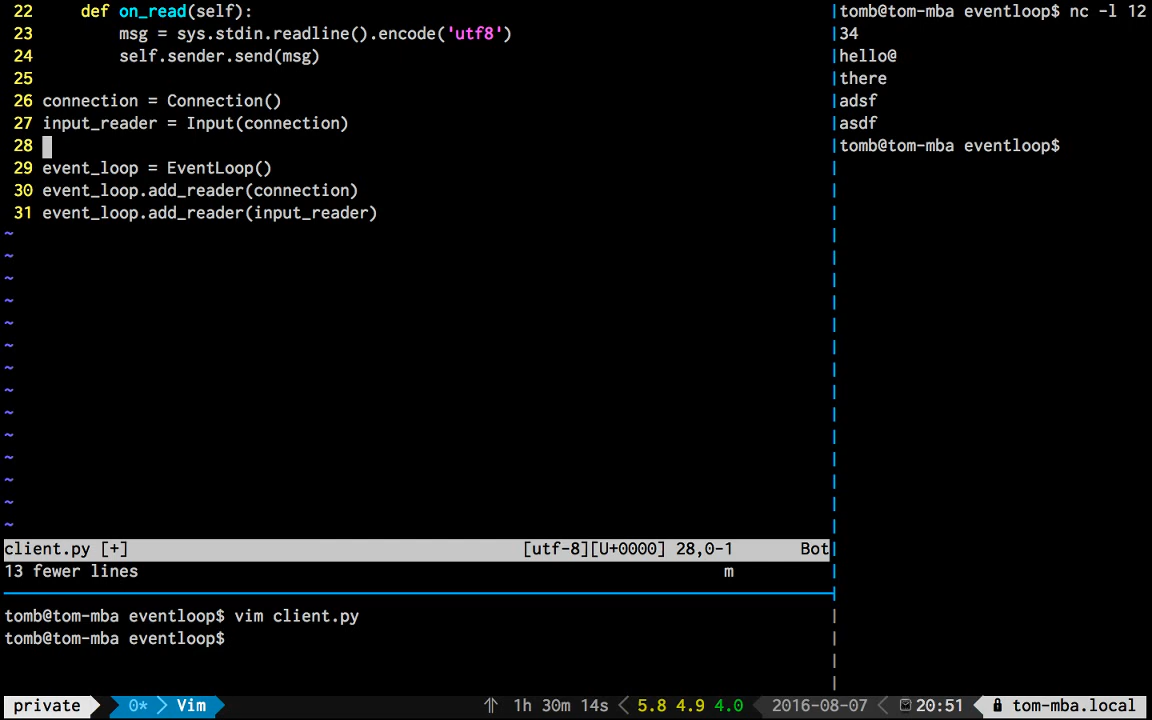 22     def on_read(self):
23         msg = sys.stdin.readline().encode('utf8')
24         self.sender.send(msg)
25
26 connection = Connection()
27 input_reader = Input(connection)
28
29 event_loop = EventLoop()
30 event_loop.add_reader(connection)
31 event_loop.add_reader(input_reader)
~
~
~
~
~
~
~
~
~
~
~
~
~
~
client.py [+] [utf-8][U+0000] 28,0-1 Bot
13 fewer lines m
tomb@tom-mba eventloop$ vim client.py
tomb@tom-mba eventloop$
tomb@tom-mba eventloop$ nc -l 12
34
hello@
there
adsf
asdf
tomb@tom-mba eventloop$
private 0* Vim 1h 30m 14s 5.8 4.9 4.0 2016-08-07 20:51 tom-mba.local